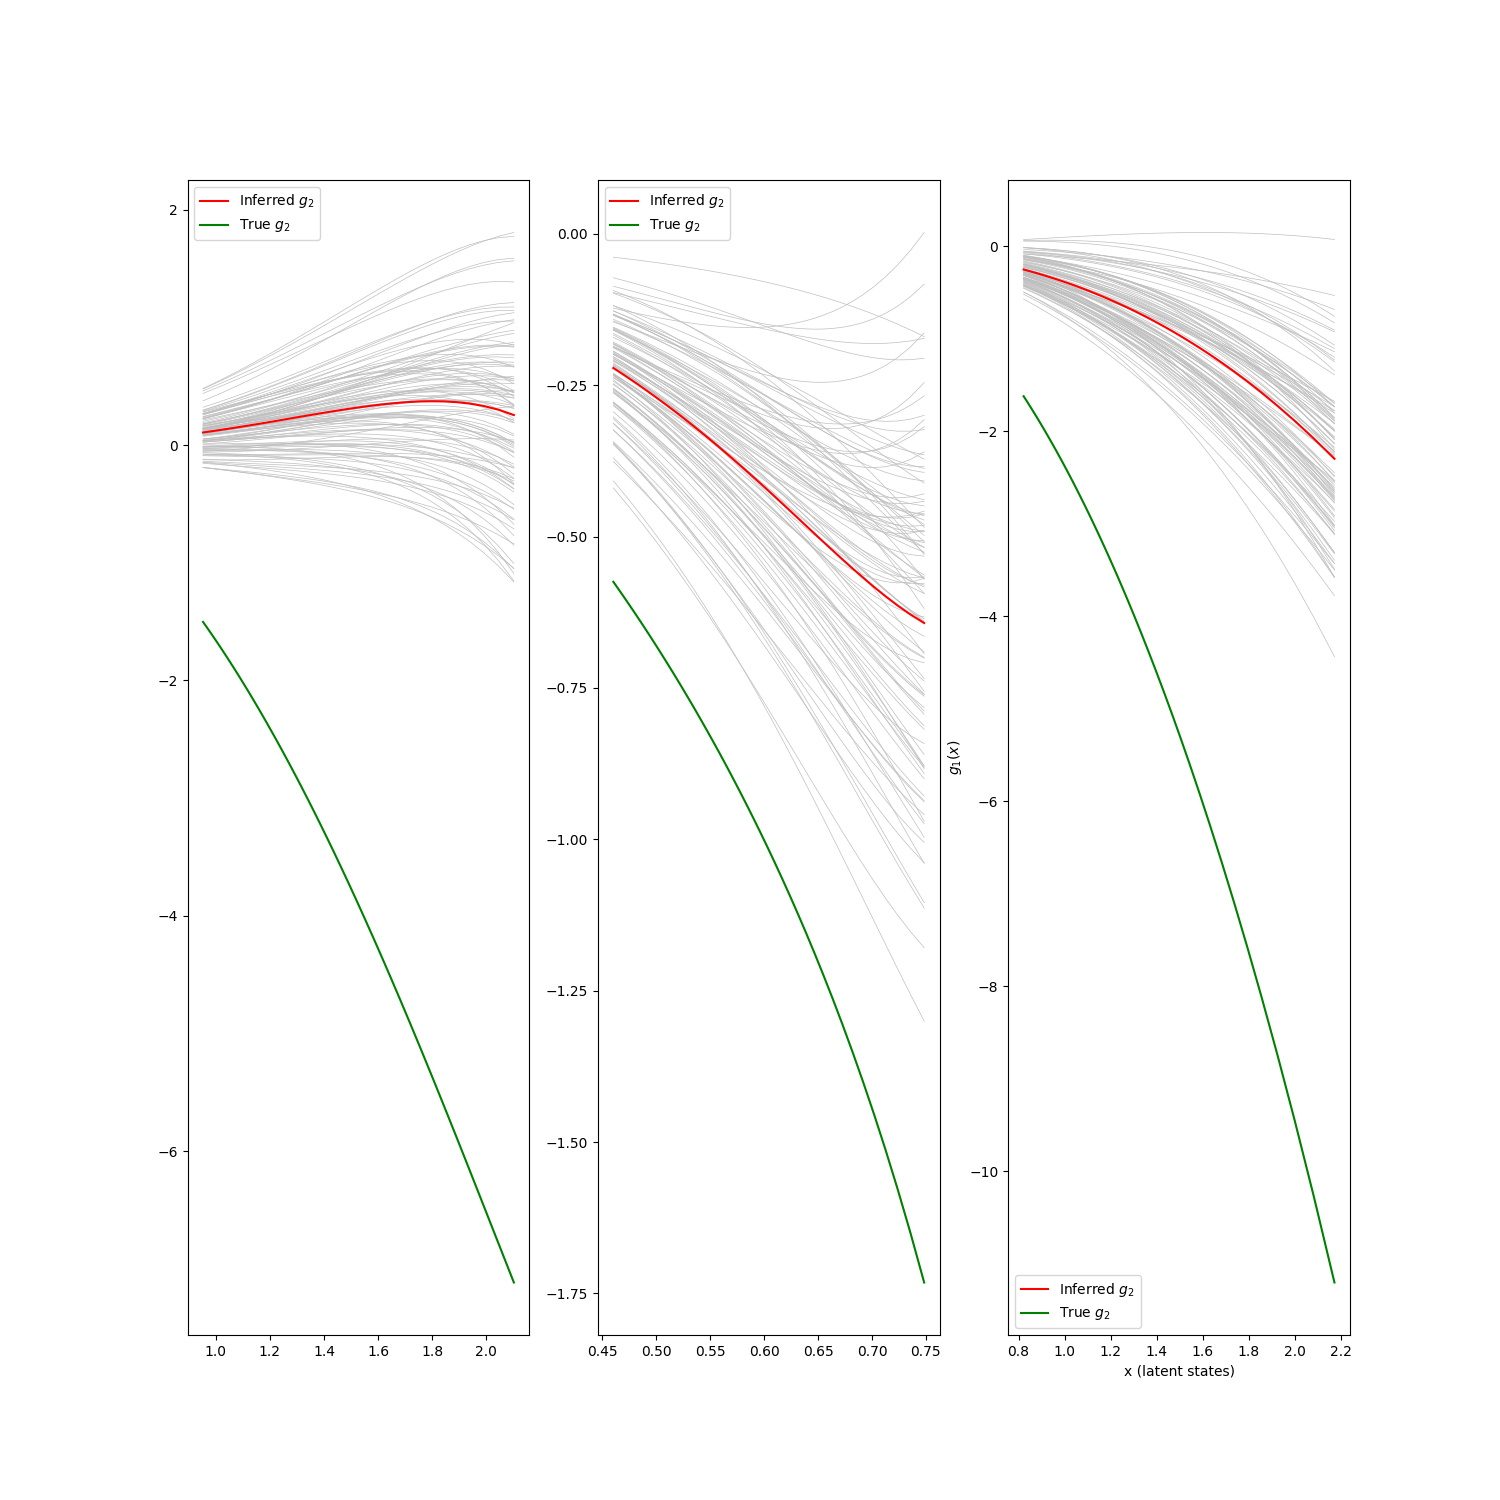 Inferred g₂
True g₂
2
0
−2
−4
−6
1.0 1.2 1.4 1.6 1.8 2.0
Inferred g₂
True g₂
0.00
−0.25
−0.50
−0.75
−1.00
−1.25
−1.50
−1.75
0.45 0.50 0.55 0.60 0.65 0.70 0.75
g₁(x)
0
−2
−4
−6
−8
−10
Inferred g₂
True g₂
0.8 1.0 1.2 1.4 1.6 1.8 2.0 2.2
x (latent states)